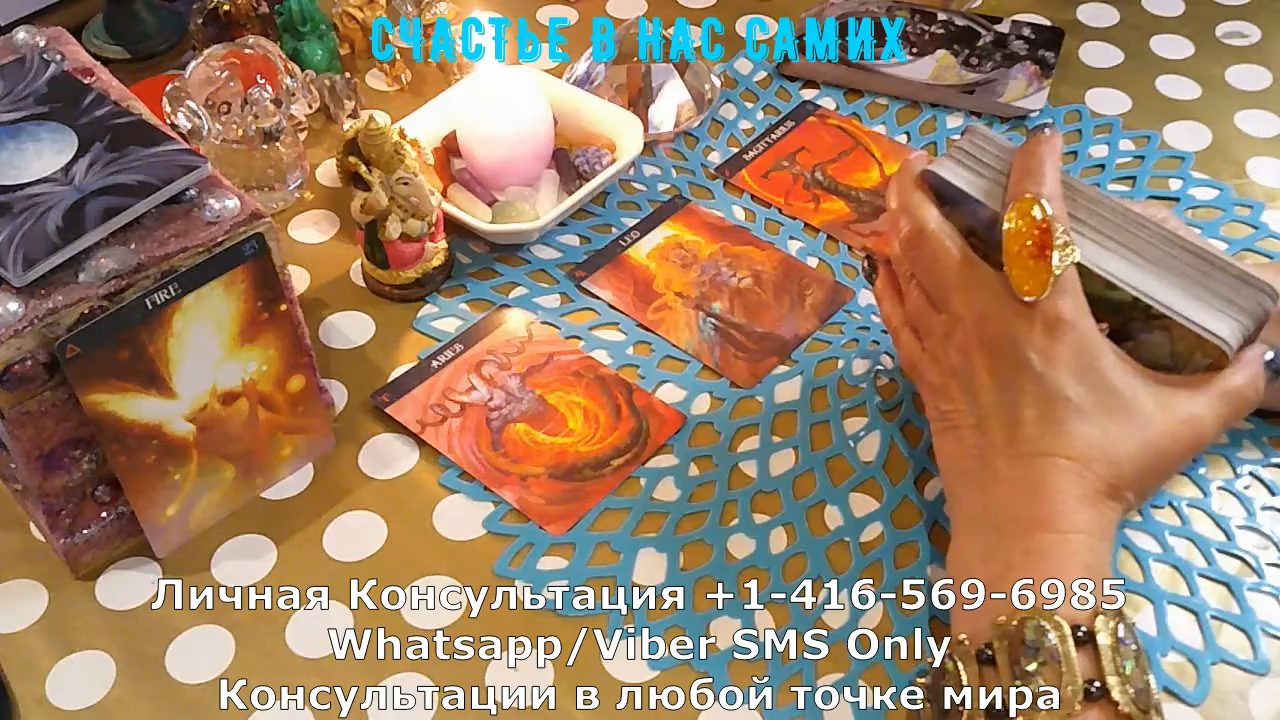 СЧАСТЬЕ В НАС САМИХ
SAGITTARIUS
LEO
FIRE
ARIES
Личная Консультация +1-416-569-6985
Whatsapp/Viber SMS Only
Консультации в любой точке мира